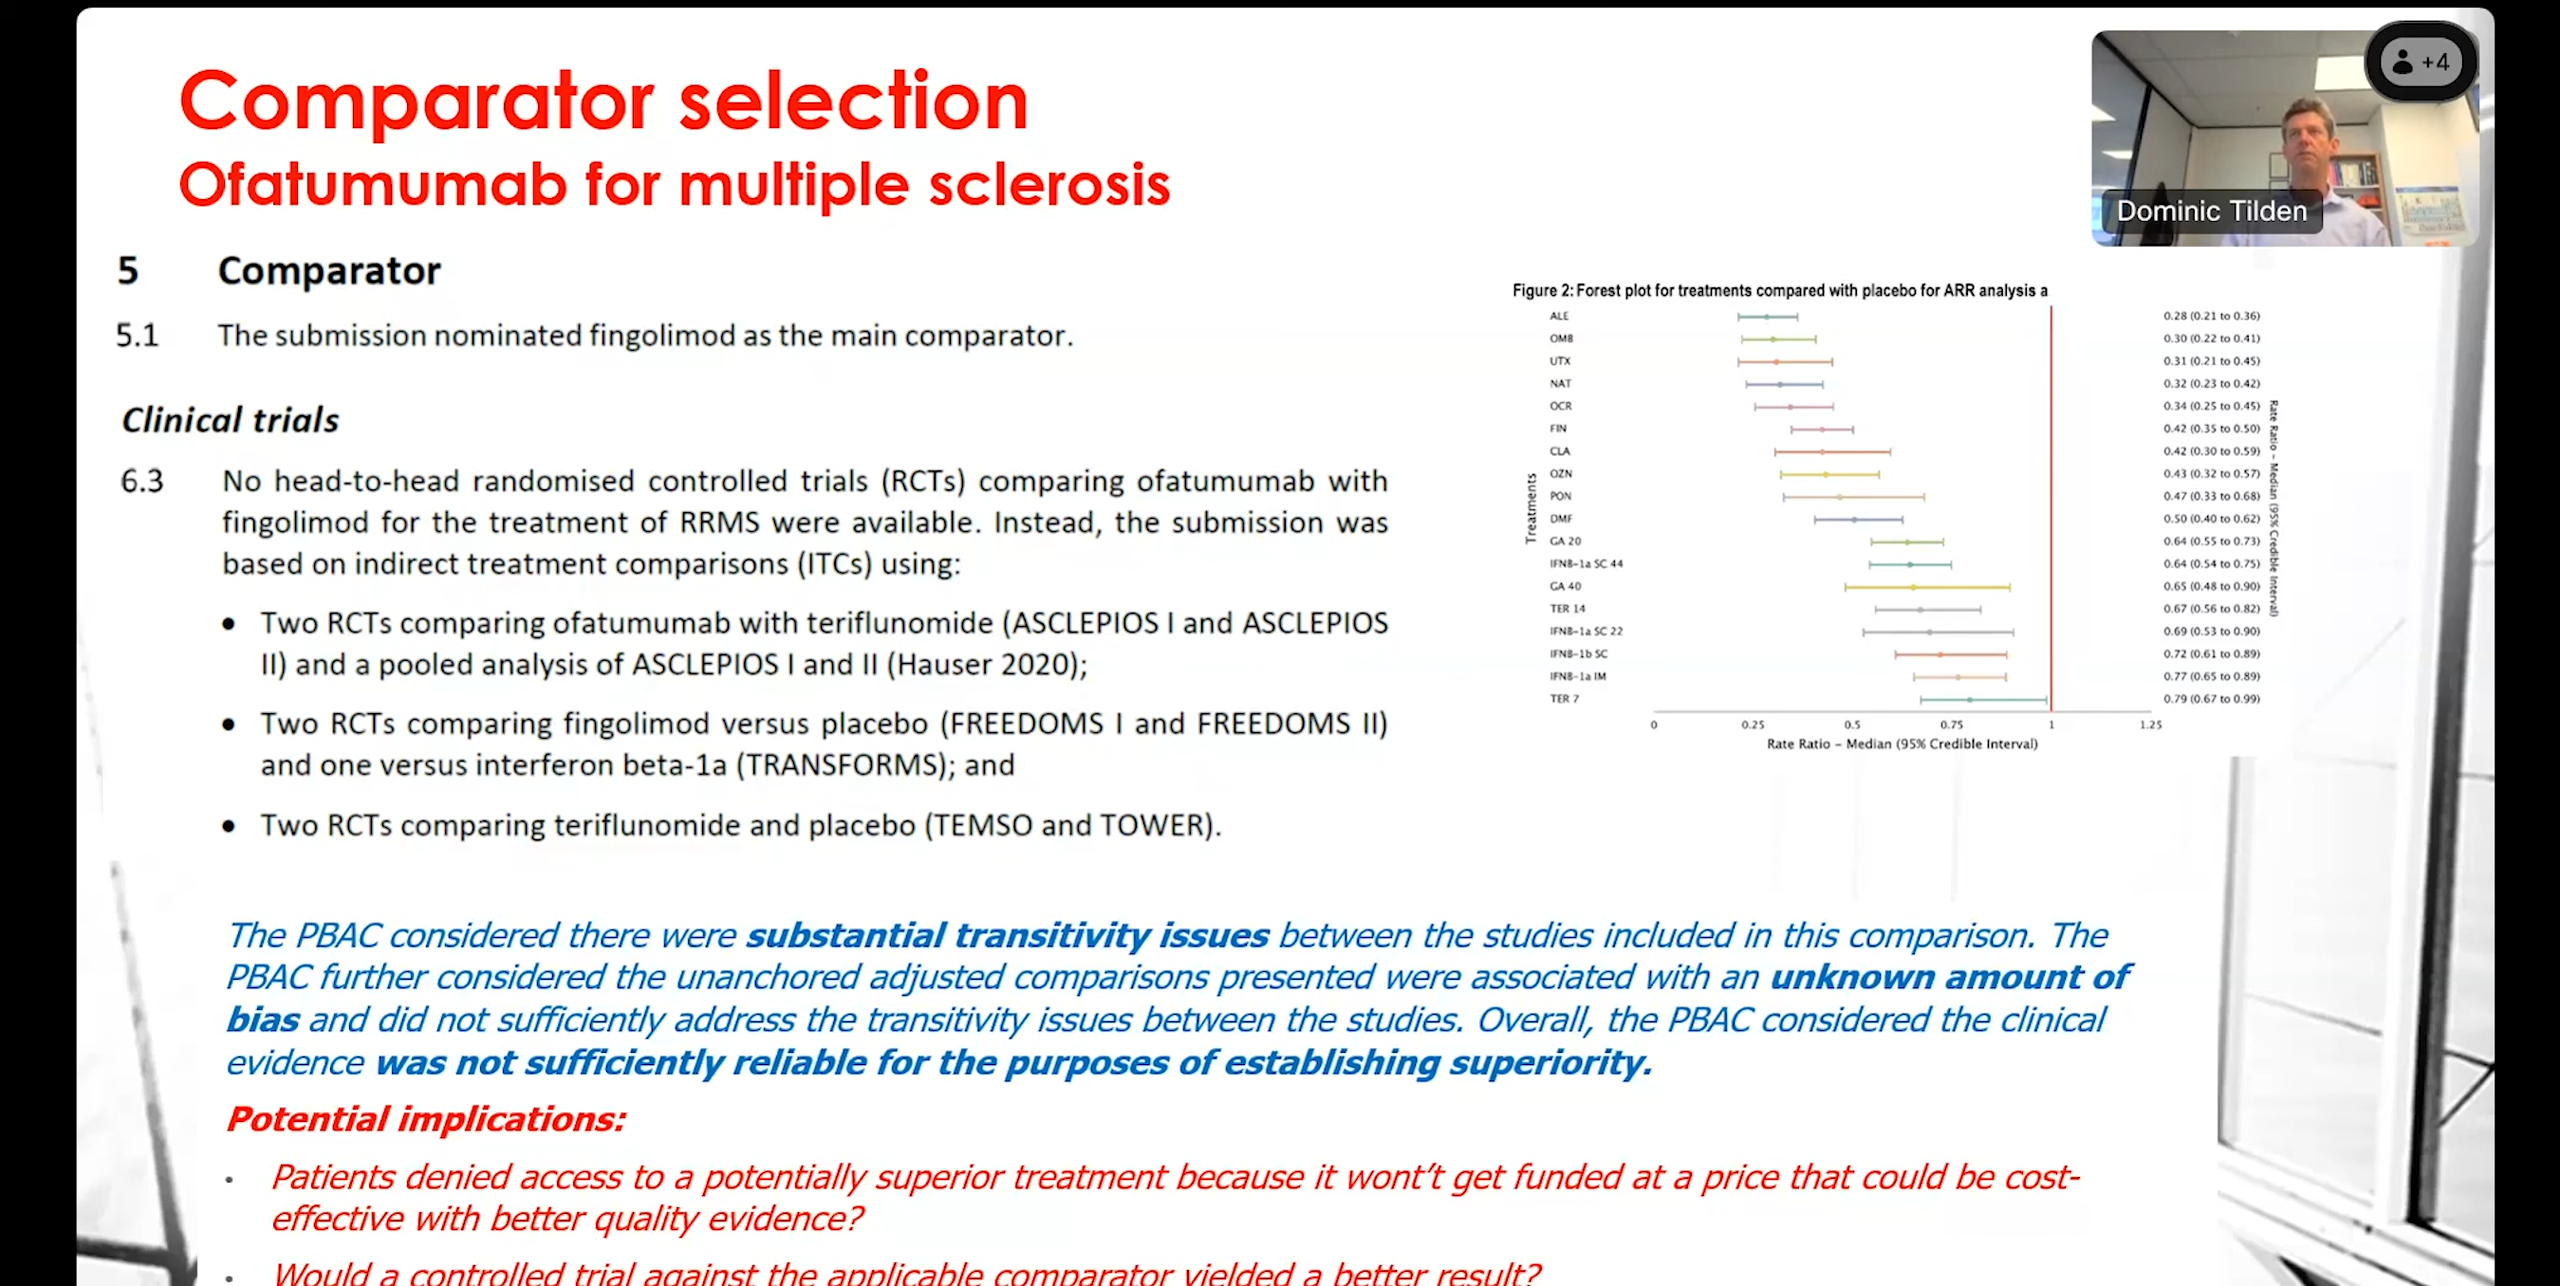 Comparator selection
Ofatumumab for multiple sclerosis
+4
Dominic Tilden
5 Comparator
5.1 The submission nominated fingolimod as the main comparator.
Clinical trials
6.3 No head-to-head randomised controlled trials (RCTs) comparing ofatumumab with
fingolimod for the treatment of RRMS were available. Instead, the submission was
based on indirect treatment comparisons (ITCs) using:
• Two RCTs comparing ofatumumab with teriflunomide (ASCLEPIOS I and ASCLEPIOS
II) and a pooled analysis of ASCLEPIOS I and II (Hauser 2020);
• Two RCTs comparing fingolimod versus placebo (FREEDOMS I and FREEDOMS II)
and one versus interferon beta-1a (TRANSFORMS); and
• Two RCTs comparing teriflunomide and placebo (TEMSO and TOWER).
Figure 2: Forest plot for treatments compared with placebo for ARR analysis a
Treatments
ALE 0.28 (0.21 to 0.36)
OMB 0.30 (0.22 to 0.41)
UTX 0.31 (0.21 to 0.45)
NAT 0.32 (0.23 to 0.42)
OCR 0.34 (0.25 to 0.45)
FIN 0.42 (0.35 to 0.50)
CLA 0.42 (0.30 to 0.59)
OZN 0.43 (0.32 to 0.57)
PON 0.47 (0.33 to 0.68)
DMF 0.50 (0.40 to 0.62)
GA 20 0.64 (0.55 to 0.73)
IFNB-1a SC 44 0.64 (0.54 to 0.75)
GA 40 0.65 (0.48 to 0.90)
TER 14 0.67 (0.56 to 0.82)
IFNB-1a SC 22 0.69 (0.53 to 0.90)
IFNB-1b SC 0.72 (0.61 to 0.89)
IFNB-1a IM 0.77 (0.65 to 0.89)
TER 7 0.79 (0.67 to 0.99)
Rate Ratio – Median (95% Credible Interval)
0 0.25 0.5 0.75 1 1.25
Rate Ratio – Median (95% Credible Interval)
The PBAC considered there were substantial transitivity issues between the studies included in this comparison. The
PBAC further considered the unanchored adjusted comparisons presented were associated with an unknown amount of
bias and did not sufficiently address the transitivity issues between the studies. Overall, the PBAC considered the clinical
evidence was not sufficiently reliable for the purposes of establishing superiority.
Potential implications:
• Patients denied access to a potentially superior treatment because it wont’t get funded at a price that could be cost-
effective with better quality evidence?
• Would a controlled trial against the applicable comparator yielded a better result?